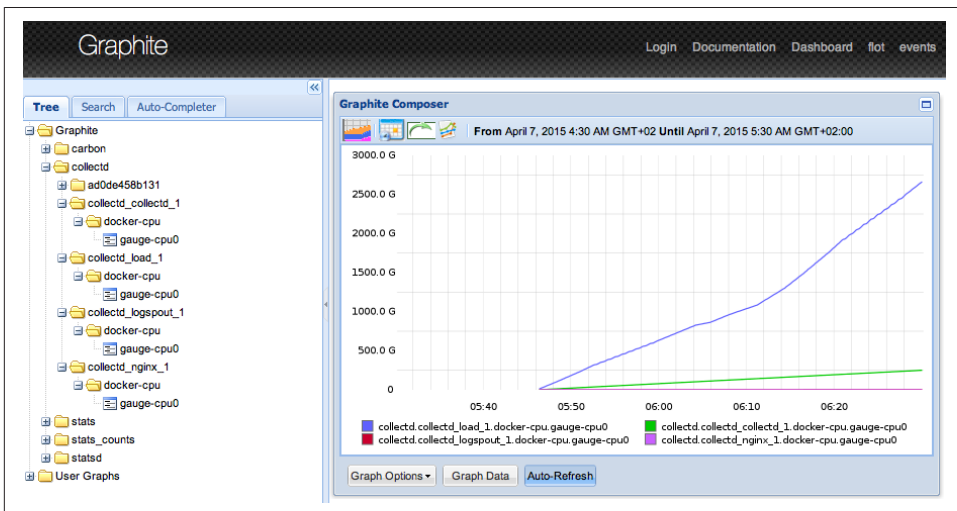 Graphite
Login Documentation Dashboard flot events
Tree Search Auto-Completer
Graphite
carbon
collectd
ad0de458b131
collectd_collectd_1
docker-cpu
gauge-cpu0
collectd_load_1
docker-cpu
gauge-cpu0
collectd_logspout_1
docker-cpu
gauge-cpu0
collectd_nginx_1
docker-cpu
gauge-cpu0
stats
stats_counts
statsd
User Graphs
Graphite Composer
From April 7, 2015 4:30 AM GMT+02 Until April 7, 2015 5:30 AM GMT+02:00
3000.0 G
2500.0 G
2000.0 G
1500.0 G
1000.0 G
500.0 G
0
05:40 05:50 06:00 06:10 06:20
collectd.collectd_load_1.docker-cpu.gauge-cpu0 collectd.collectd_collectd_1.docker-cpu.gauge-cpu0
collectd.collectd_logspout_1.docker-cpu.gauge-cpu0 collectd.collectd_nginx_1.docker-cpu.gauge-cpu0
Graph Options Graph Data Auto-Refresh